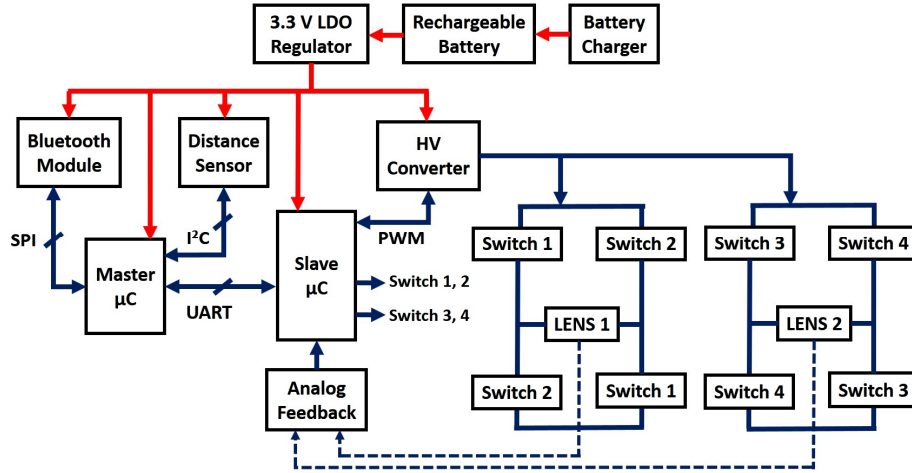 3.3 V LDO
Regulator
Rechargeable
Battery
Battery
Charger
Bluetooth
Module
Distance
Sensor
HV
Converter
SPI
I²C
PWM
Master
µC
UART
Slave
µC
Switch 1, 2
Switch 3, 4
Analog
Feedback
Switch 1
Switch 2
LENS 1
Switch 2
Switch 1
Switch 3
Switch 4
LENS 2
Switch 4
Switch 3